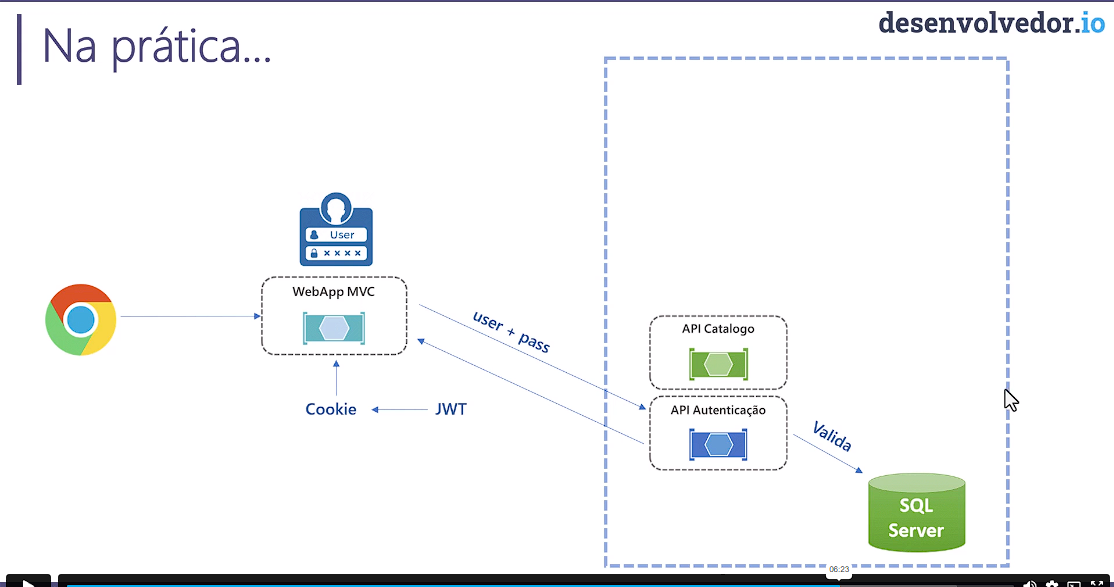 desenvolvedor.io
Na prática...
User
x x x x
WebApp MVC
user + pass
API Catalogo
Cookie
JWT
API Autenticação
Valida
SQL
Server
06:23